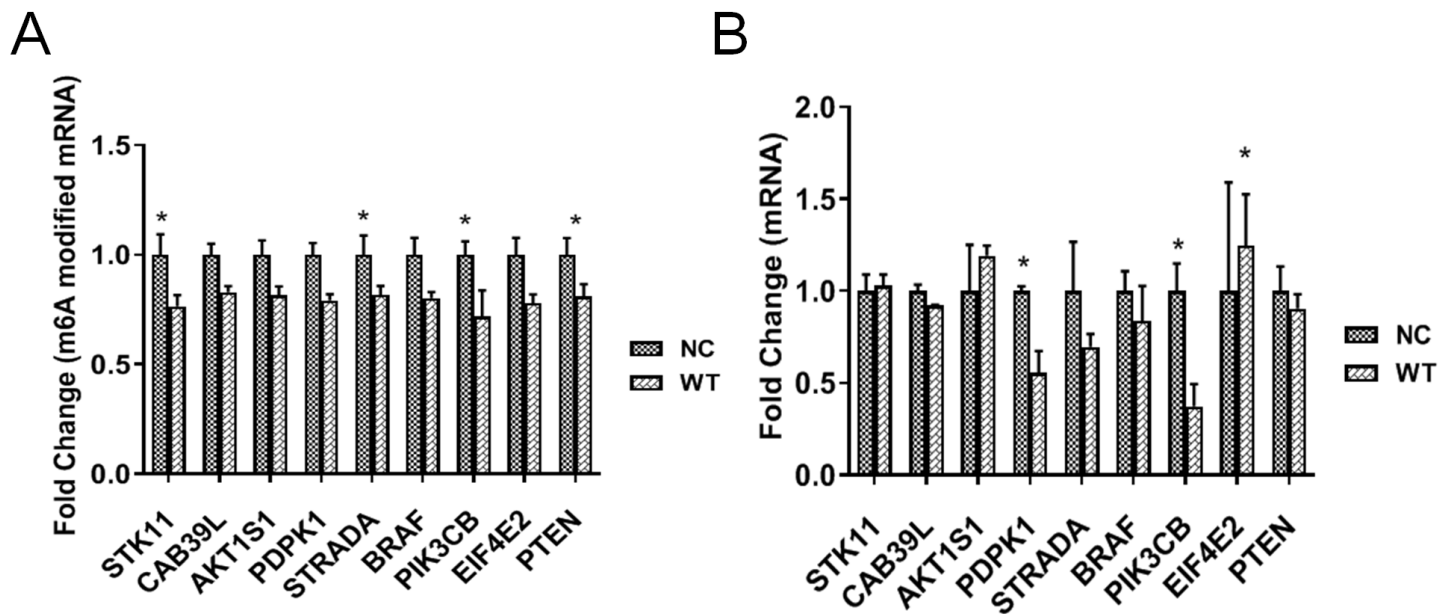 A
Fold Change (m6A modified mRNA)
1.5
1.0
0.5
0.0
* * * *
STK11
CAB39L
AKT1S1
PDPK1
STRADA
BRAF
PIK3CB
EIF4E2
PTEN
NC
WT
B
Fold Change (mRNA)
2.0
1.5
1.0
0.5
0.0
* * *
STK11
CAB39L
AKT1S1
PDPK1
STRADA
BRAF
PIK3CB
EIF4E2
PTEN
NC
WT